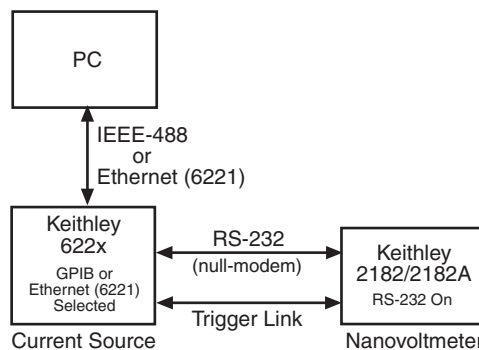 PC
IEEE-488
or
Ethernet (6221)
Keithley
622x
GPIB or
Ethernet (6221)
Selected
Current Source
RS-232
(null-modem)
Trigger Link
Keithley
2182/2182A
RS-232 On
Nanovoltmeter